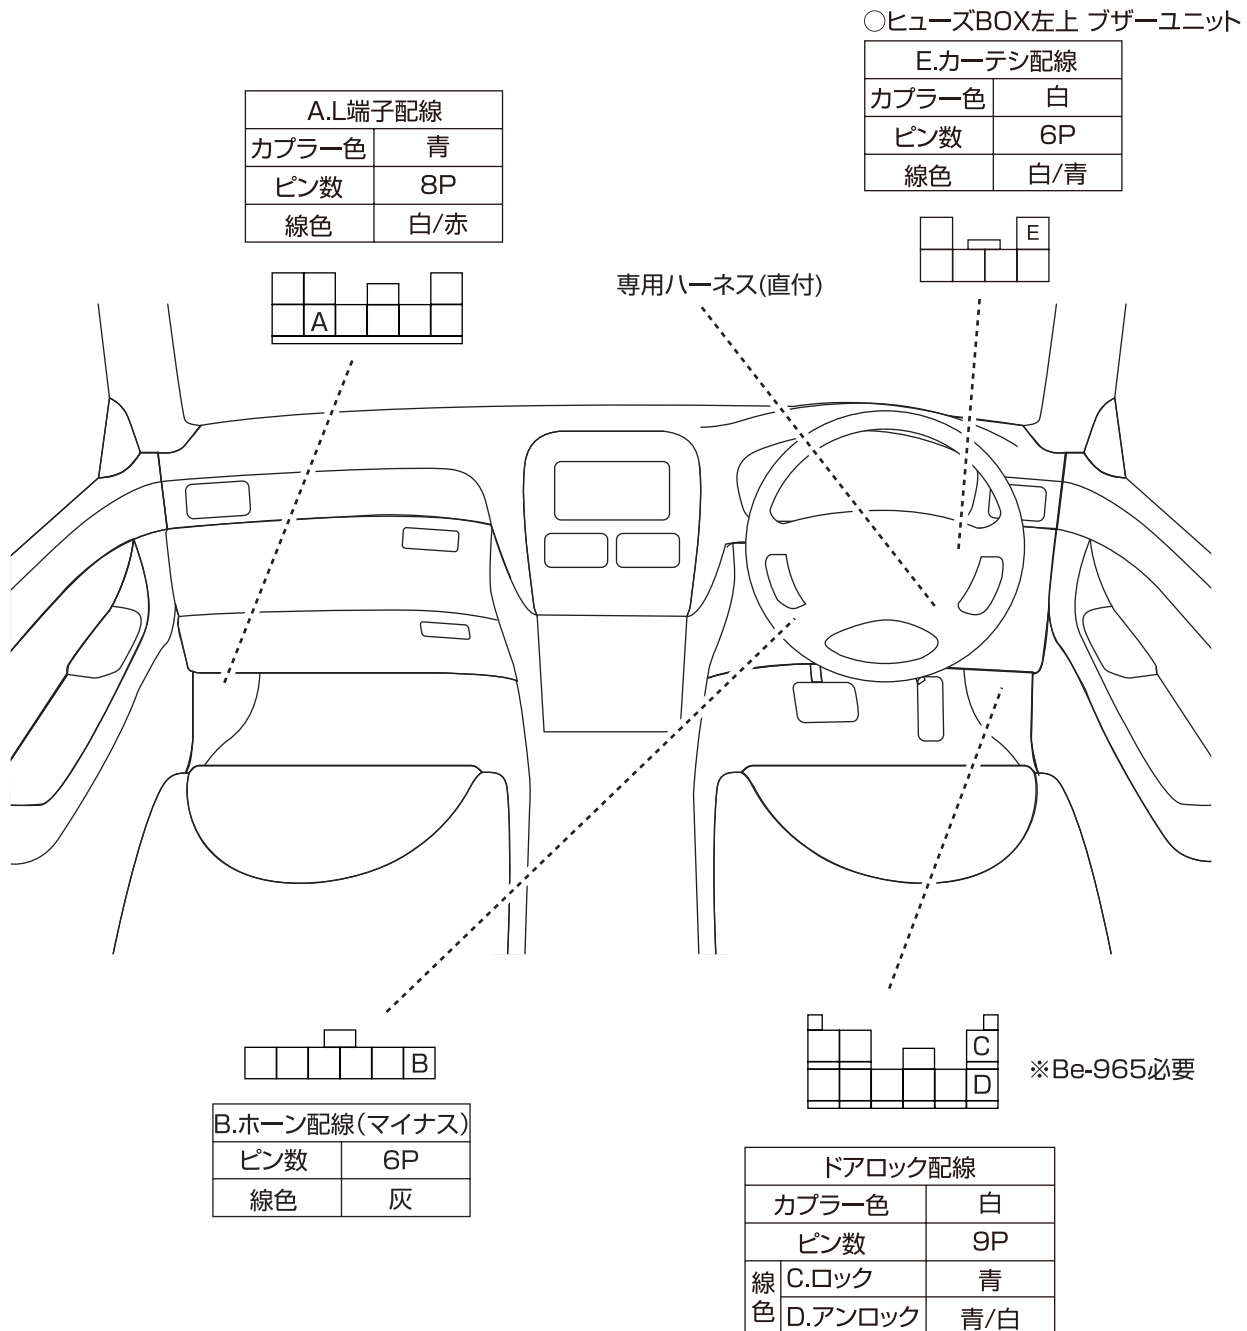 ○ヒューズBOX左上 ブザーユニット
E.カーテシ配線
カプラー色 白
ピン数 6P
線色 白/青
E
A.L端子配線
カプラー色 青
ピン数 8P
線色 白/赤
A
専用ハーネス(直付)
B
B.ホーン配線(マイナス)
ピン数 6P
線色 灰
C
D
※Be-965必要
ドアロック配線
カプラー色 白
ピン数 9P
線色 C.ロック 青
D.アンロック 青/白